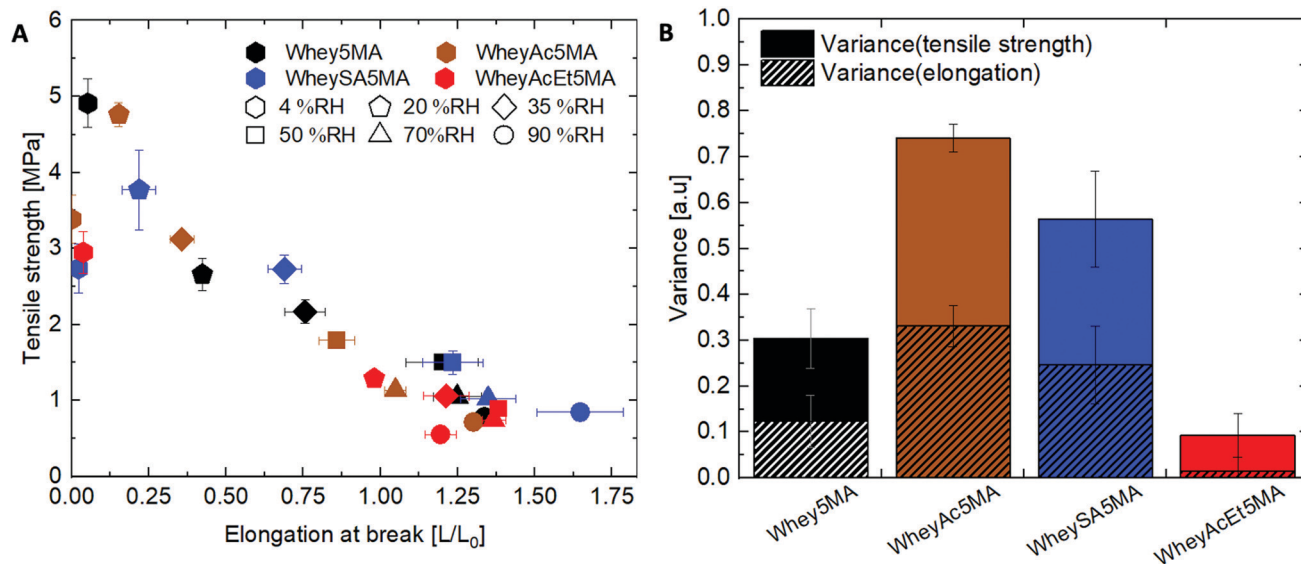 A
Tensile strength [MPa]
6
5
4
3
2
1
0
Whey5MA WheyAc5MA
WheySA5MA WheyAcEt5MA
4 %RH 20 %RH 35 %RH
50 %RH 70%RH 90 %RH
0.00 0.25 0.50 0.75 1.00 1.25 1.50 1.75
Elongation at break [L/L₀]
B
Variance [a.u]
1.0
0.9
0.8
0.7
0.6
0.5
0.4
0.3
0.2
0.1
0.0
Variance(tensile strength)
Variance(elongation)
Whey5MA WheyAc5MA WheySA5MA WheyAcEt5MA